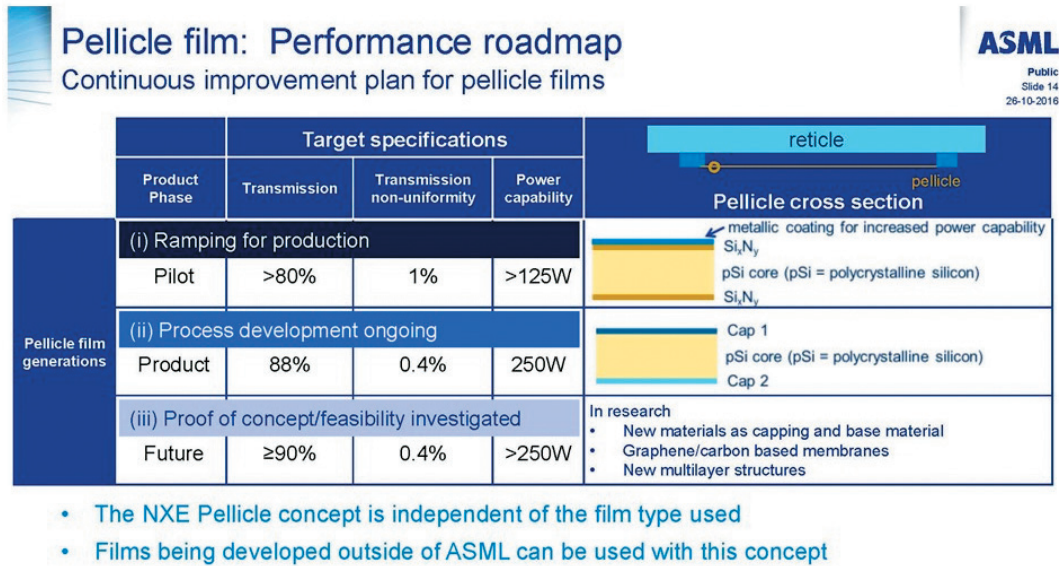 Pellicle film: Performance roadmap
Continuous improvement plan for pellicle films
ASML
Public
Slide 14
26-10-2016
Target specifications
Product
Phase
Transmission
Transmission
non-uniformity
Power
capability
reticle
pellicle
Pellicle cross section
Pellicle film
generations
(i) Ramping for production
Pilot
>80%
1%
>125W
metallic coating for increased power capability
SixNy
pSi core (pSi = polycrystalline silicon)
SixNy
(ii) Process development ongoing
Product
88%
0.4%
250W
Cap 1
pSi core (pSi = polycrystalline silicon)
Cap 2
(iii) Proof of concept/feasibility investigated
Future
≥90%
0.4%
>250W
In research
• New materials as capping and base material
• Graphene/carbon based membranes
• New multilayer structures
• The NXE Pellicle concept is independent of the film type used
• Films being developed outside of ASML can be used with this concept